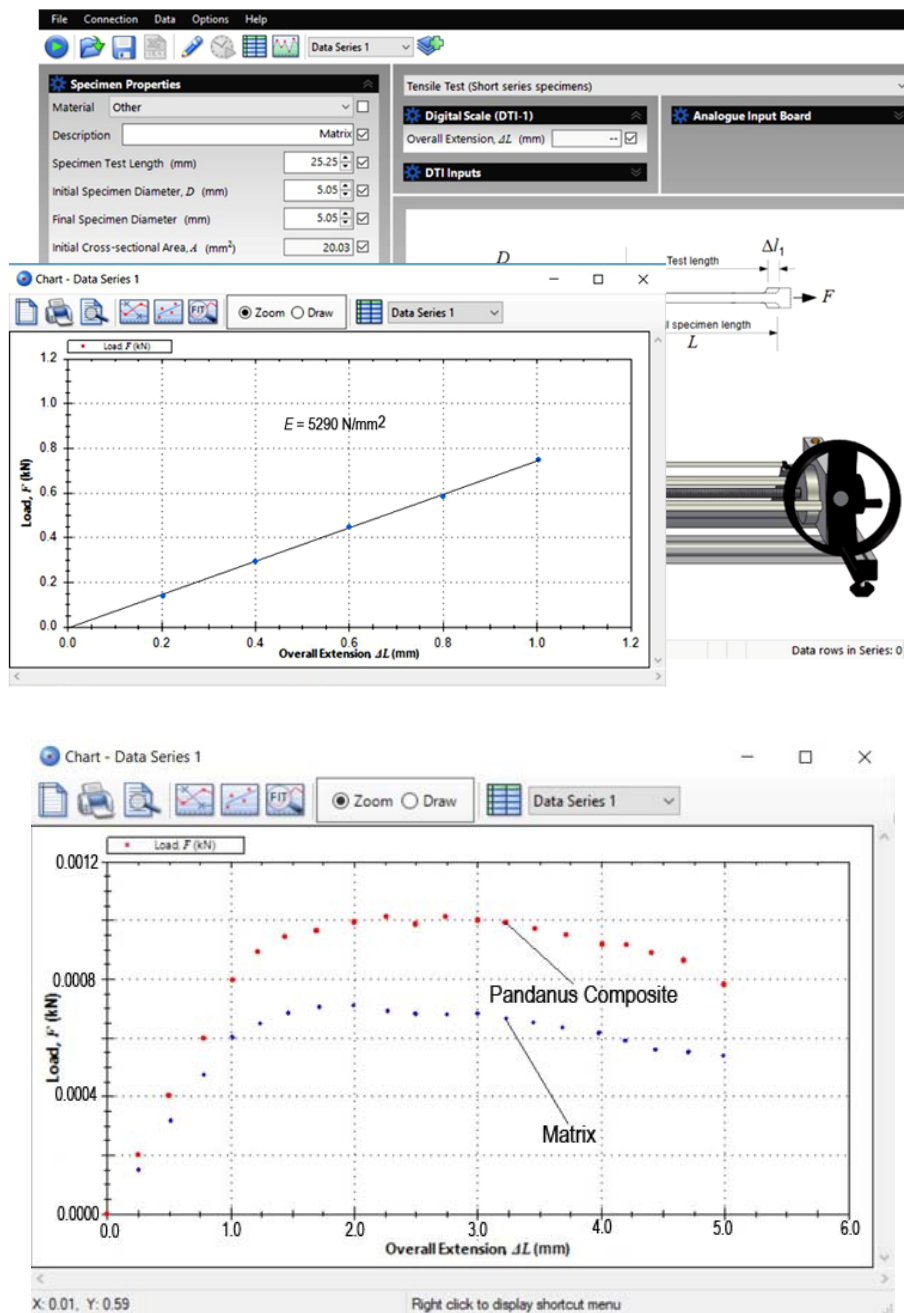 File Connection Data Options Help
Data Series 1
Specimen Properties
Material Other
Description Matrix
Specimen Test Length (mm) 25.25
Initial Specimen Diameter, D (mm) 5.05
Final Specimen Diameter (mm) 5.05
Initial Cross-sectional Area, A (mm²) 20.03
Tensile Test (Short series specimens)
Digital Scale (DTI-1)
Overall Extension, ΔL (mm) --
DTI Inputs
Analogue Input Board
D
Test length
Δl₁
F
l specimen length
L
Data rows in Series: 0
Chart - Data Series 1
Zoom Draw
Data Series 1
FIT
Load, F (kN)
1.2
1.0
0.8
0.6
0.4
0.2
0.0
Load, F (kN)
E = 5290 N/mm²
0.0 0.2 0.4 0.6 0.8 1.0 1.2
Overall Extension, ΔL (mm)
Chart - Data Series 1
FIT
Zoom Draw
Data Series 1
Load, F (kN)
0.0012
0.0008
0.0004
0.0000
Load, F (kN)
Pandanus Composite
Matrix
0.0 1.0 2.0 3.0 4.0 5.0 6.0
Overall Extension, ΔL (mm)
X: 0.01, Y: 0.59
Right click to display shortcut menu